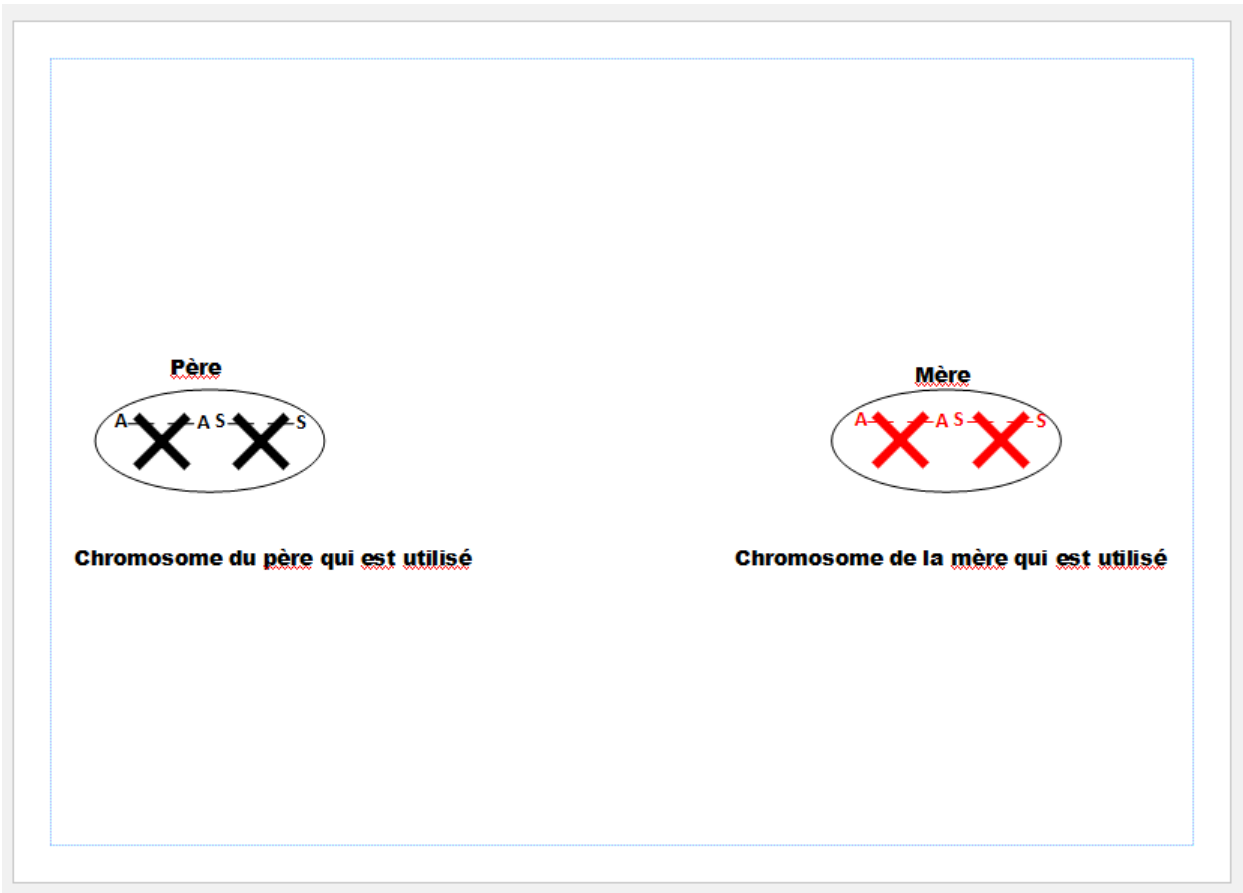 Père
Mère
A A S S
A A S S
Chromosome du père qui est utilisé
Chromosome de la mère qui est utilisé